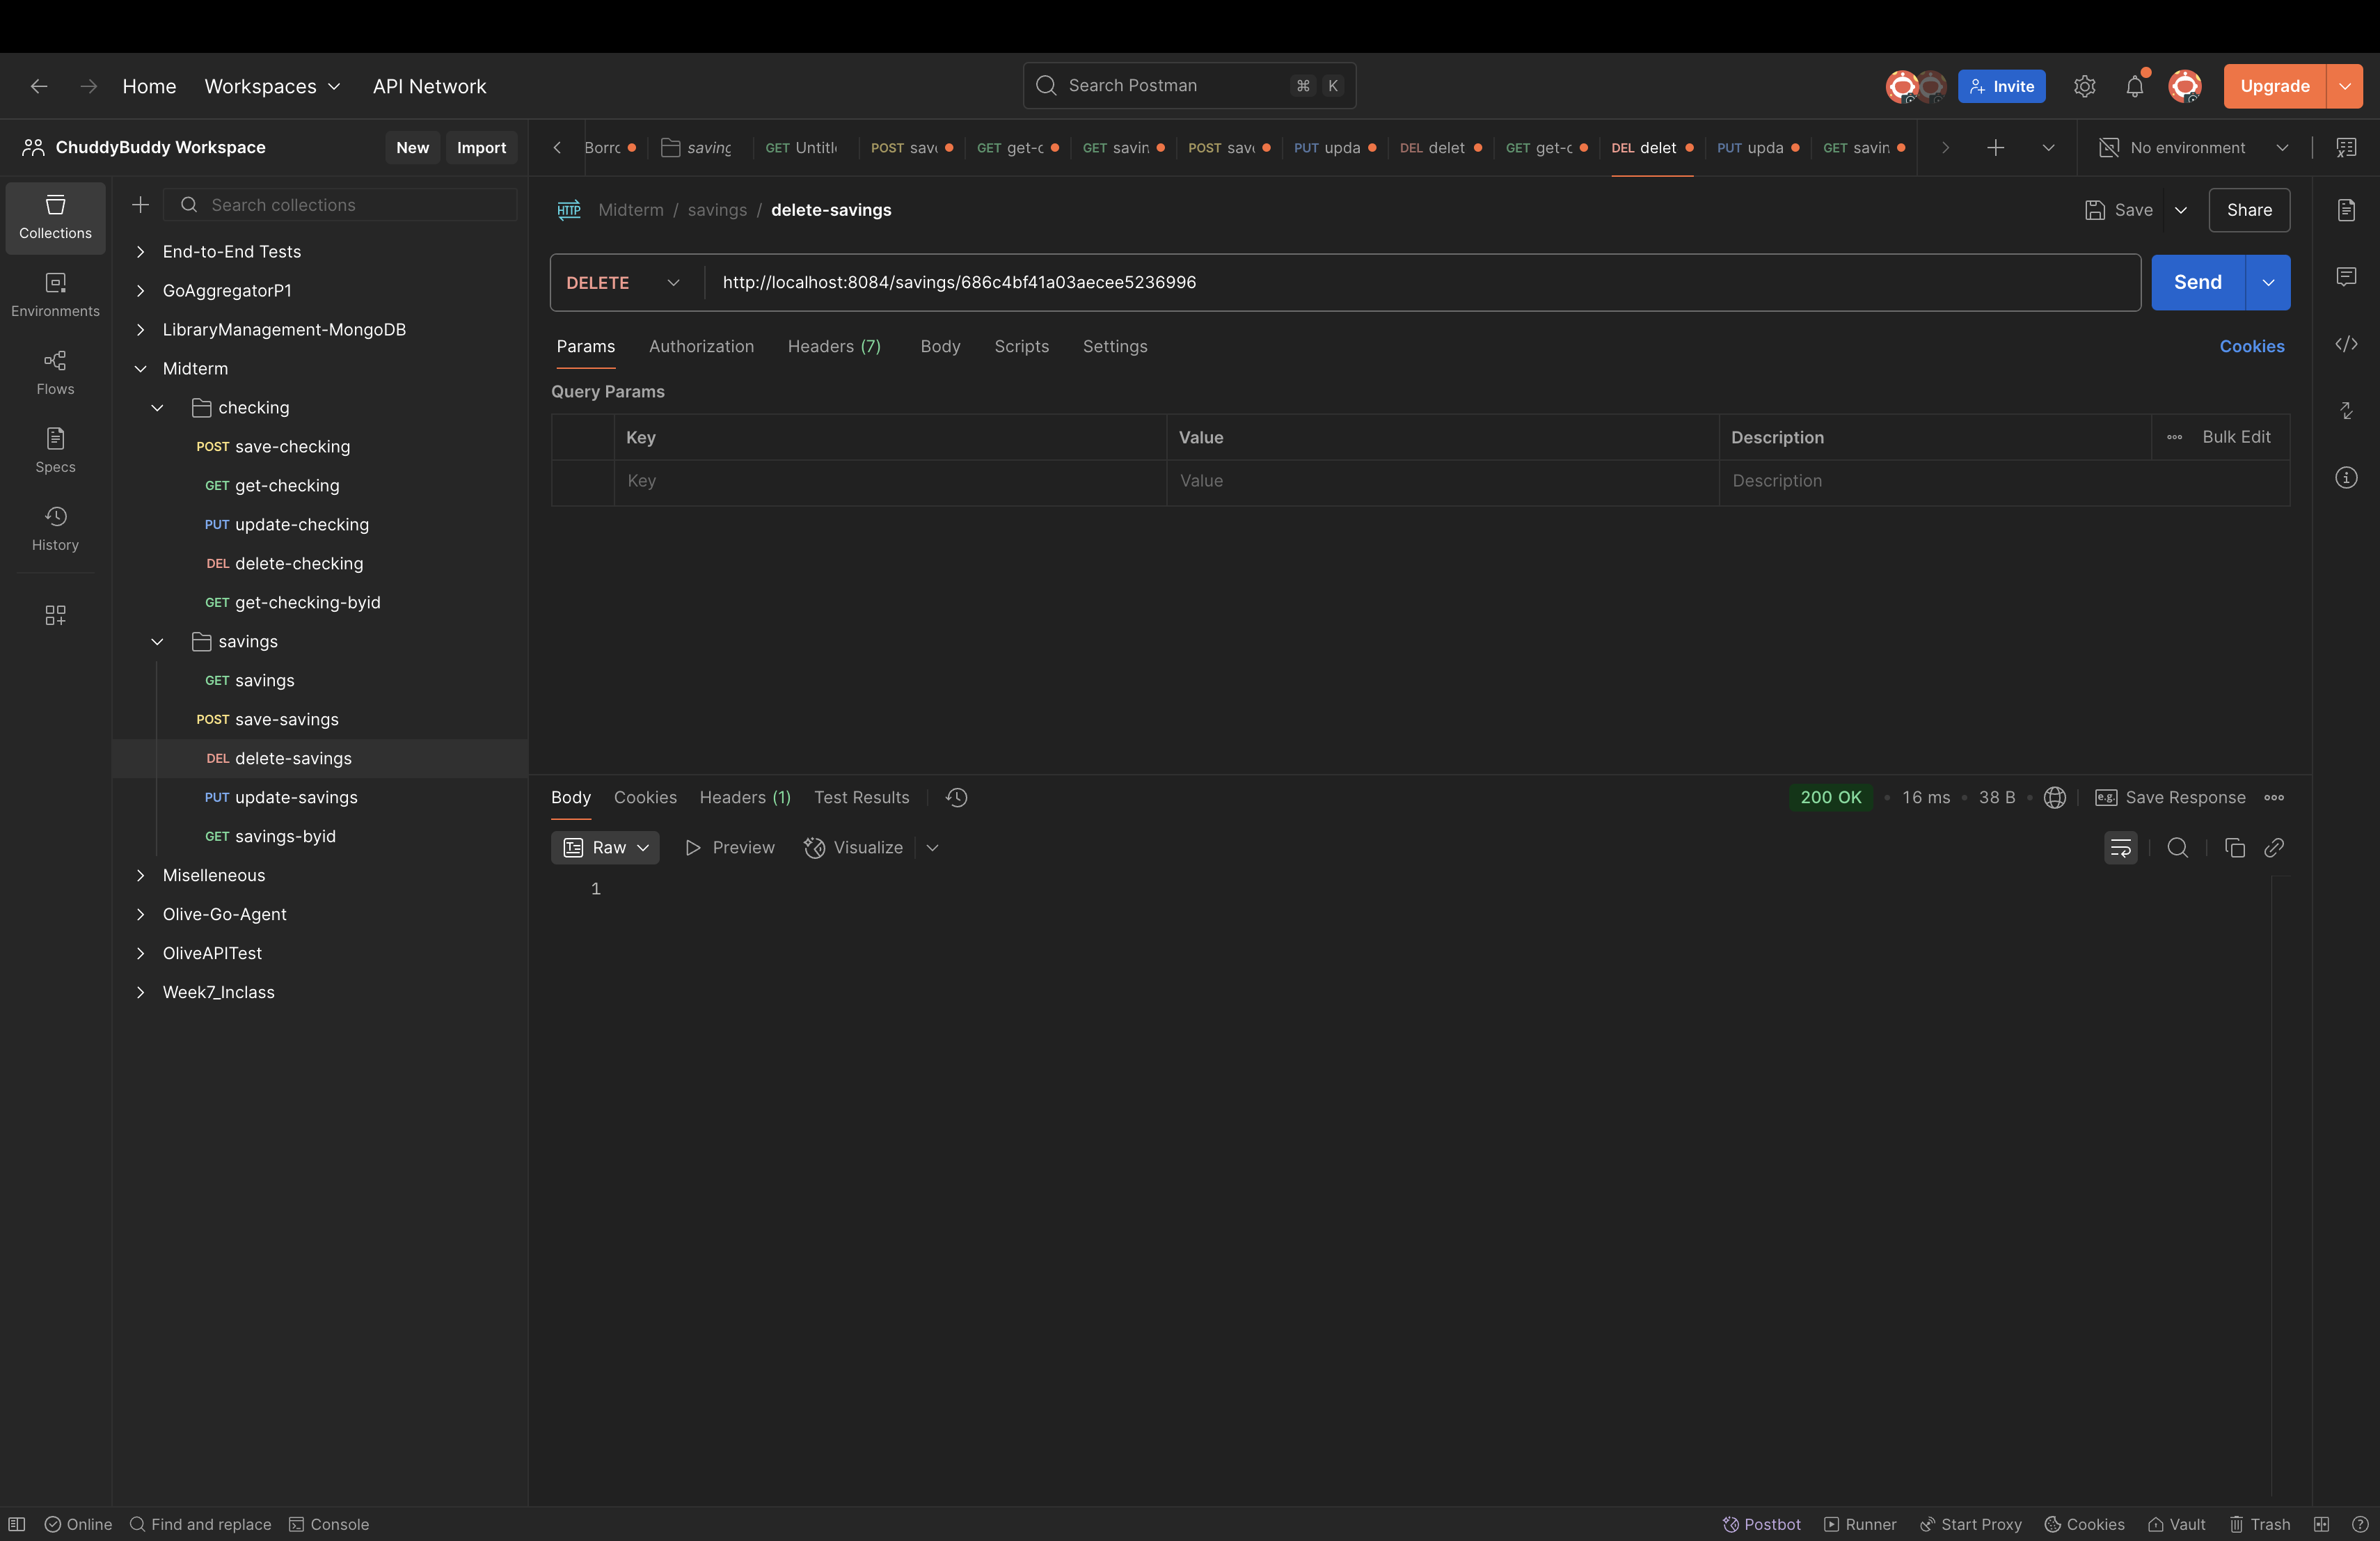 Home Workspaces API Network Search Postman ⌘ K Invite Upgrade
ChuddyBuddy Workspace New Import
Borrc saving GET Untitl POST save GET get-c GET savin POST save PUT upda DEL delet GET get-c DEL delet PUT upda GET savin No environment
Collections
Environments
Flows
Specs
History
Search collections
End-to-End Tests
GoAggregatorP1
LibraryManagement-MongoDB
Midterm
checking
POST save-checking
GET get-checking
PUT update-checking
DEL delete-checking
GET get-checking-byid
savings
GET savings
POST save-savings
DEL delete-savings
PUT update-savings
GET savings-byid
Miselleneous
Olive-Go-Agent
OliveAPITest
Week7_Inclass
HTTP Midterm / savings / delete-savings Save Share
DELETE http://localhost:8084/savings/686c4bf41a03aecee5236996 Send
Params Authorization Headers (7) Body Scripts Settings Cookies
Query Params
Key Value Description Bulk Edit
Key Value Description
Body Cookies Headers (1) Test Results 200 OK • 16 ms • 38 B • e.g. Save Response
Raw Preview Visualize
1
Online Find and replace Console Postbot Runner Start Proxy Cookies Vault Trash